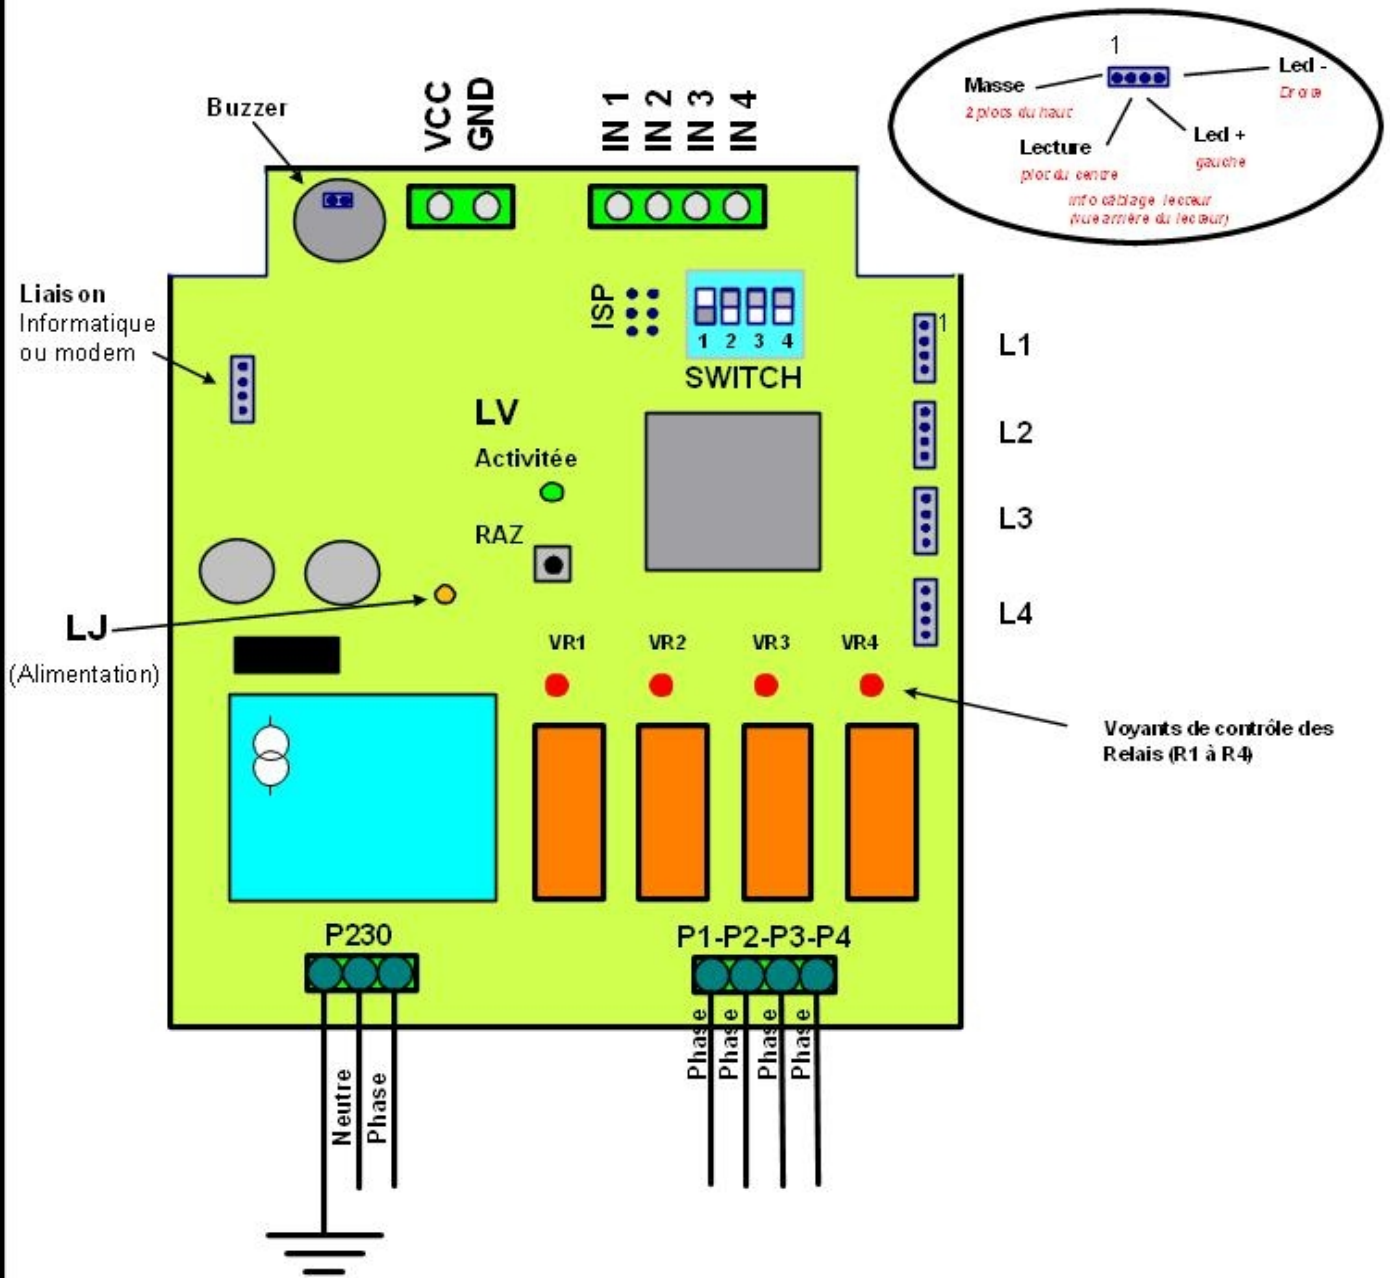 1
Masse
2 plots du haut
Led -
Droite
Led +
gauche
Lecture
plot du centre
info câblage lecteur
(vue arrière du lecteur)
Buzzer
VCC
GND
IN 1
IN 2
IN 3
IN 4
Liaison
Informatique
ou modem
ISP
1 2 3 4
SWITCH
1
L1
L2
L3
L4
LV
Activitée
RAZ
LJ
(Alimentation)
VR1
VR2
VR3
VR4
Voyants de contrôle des
Relais (R1 à R4)
P230
P1-P2-P3-P4
Neutre
Phase
Phase
Phase
Phase
Phase